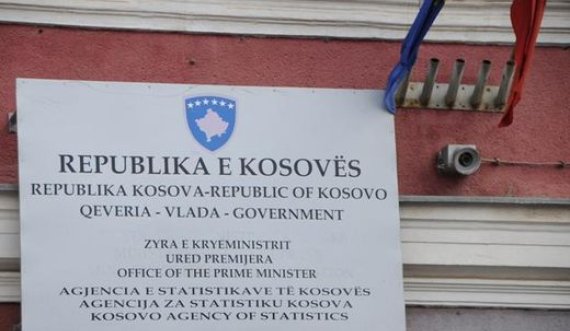 REPUBLIKA E KOSOVËS
REPUBLIKA KOSOVA-REPUBLIC OF KOSOVO
QEVERIA - VLADA - GOVERNMENT
ZYRA E KRYEMINISTRIT
URED PREMIJERA
OFFICE OF THE PRIME MINISTER
AGJENCIA E STATISTIKAVE TË KOSOVËS
AGENCIJA ZA STATISTIKU KOSOVA
KOSOVO AGENCY OF STATISTICS